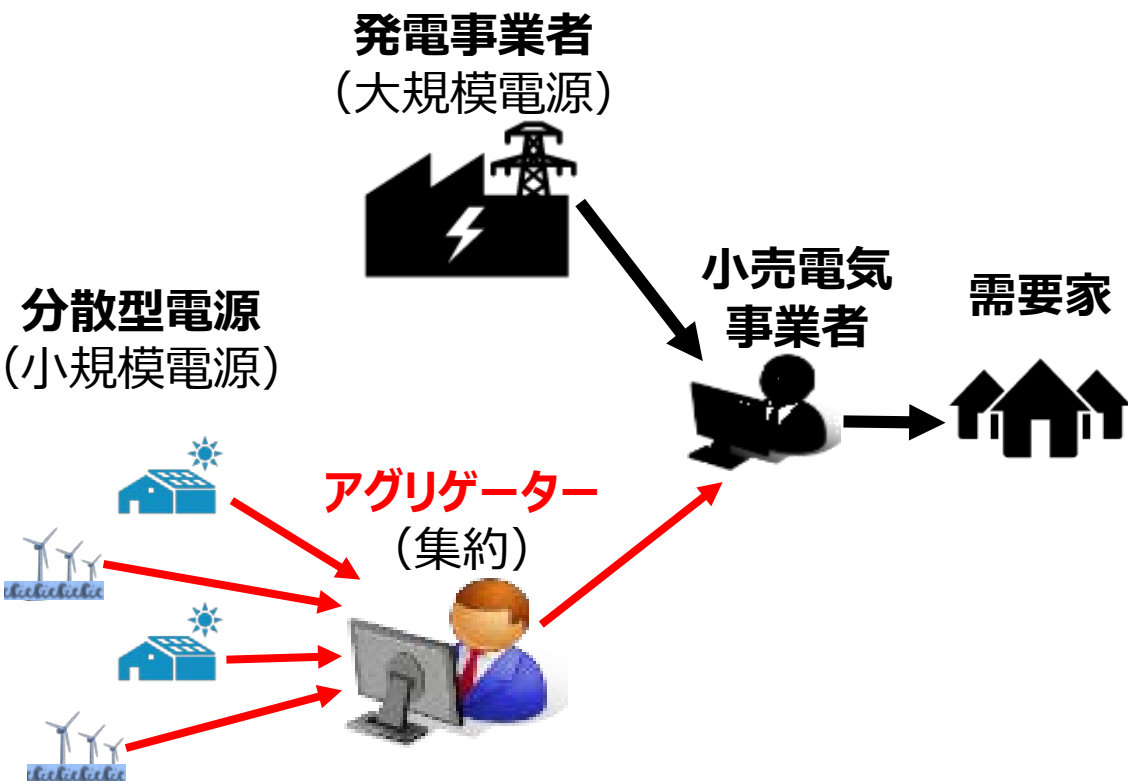 発電事業者
（大規模電源）
小売電気
事業者
需要家
分散型電源
（小規模電源）
アグリゲーター
（集約）